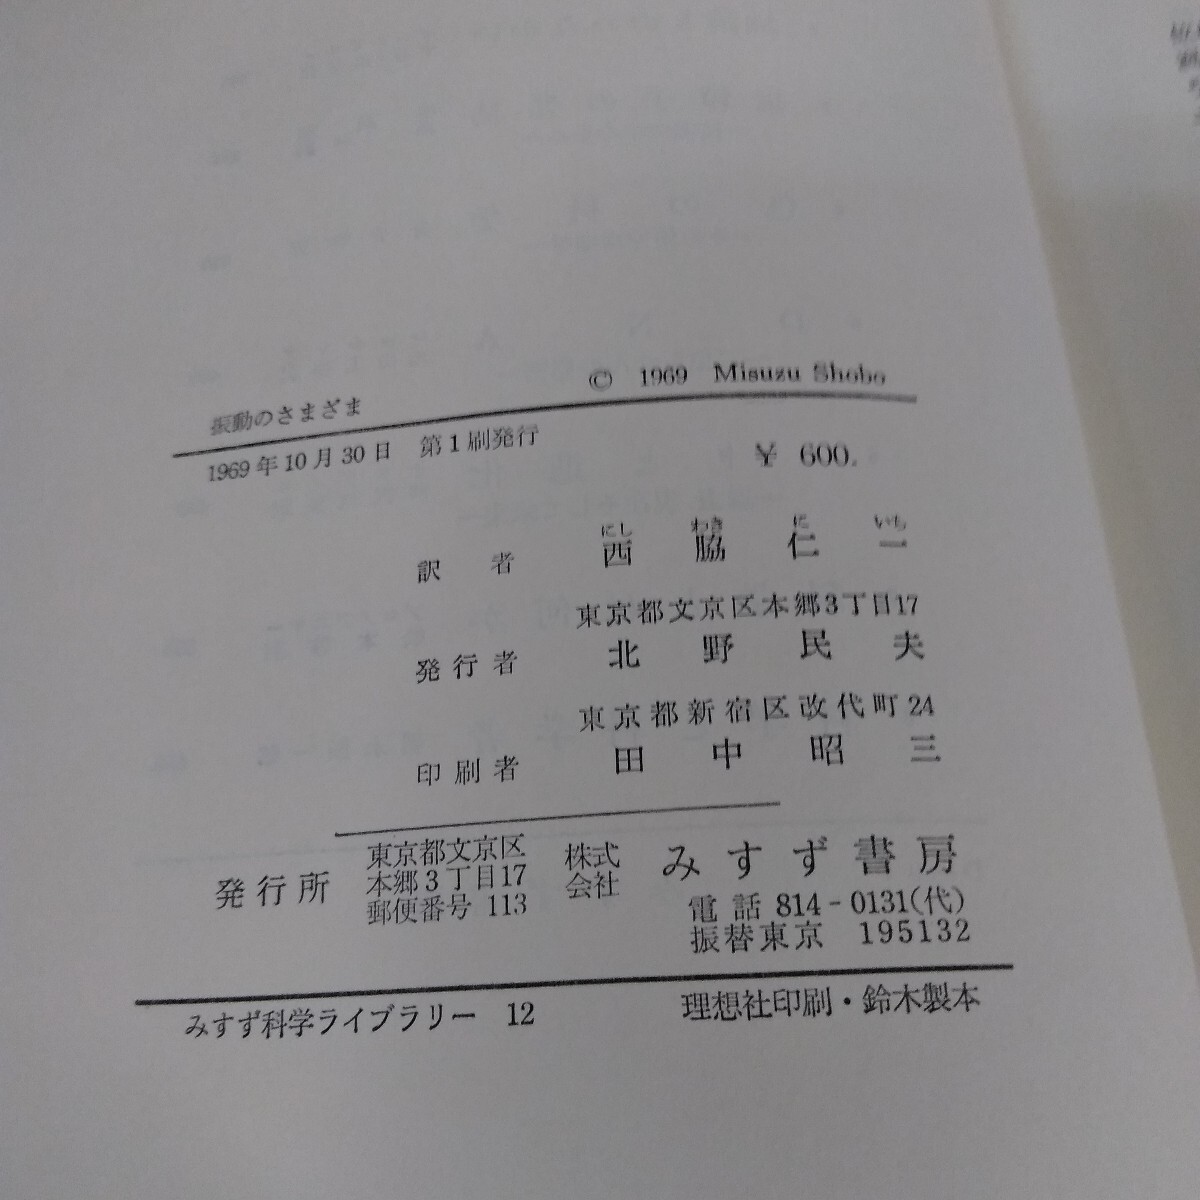 © 1969 Misuzu Shobo
振動のさまざま
1969年10月30日 第1刷発行
¥ 600.
にし わき に いち
訳者 西脇仁一
東京都文京区本郷3丁目17
発行者 北野民夫
東京都新宿区改代町24
印刷者 田中昭三
発行所 東京都文京区
本郷3丁目17
郵便番号 113
株式
会社
みすず書房
電話 814-0131(代)
振替東京 195132
みすず科学ライブラリー 12
理想社印刷・鈴木製本